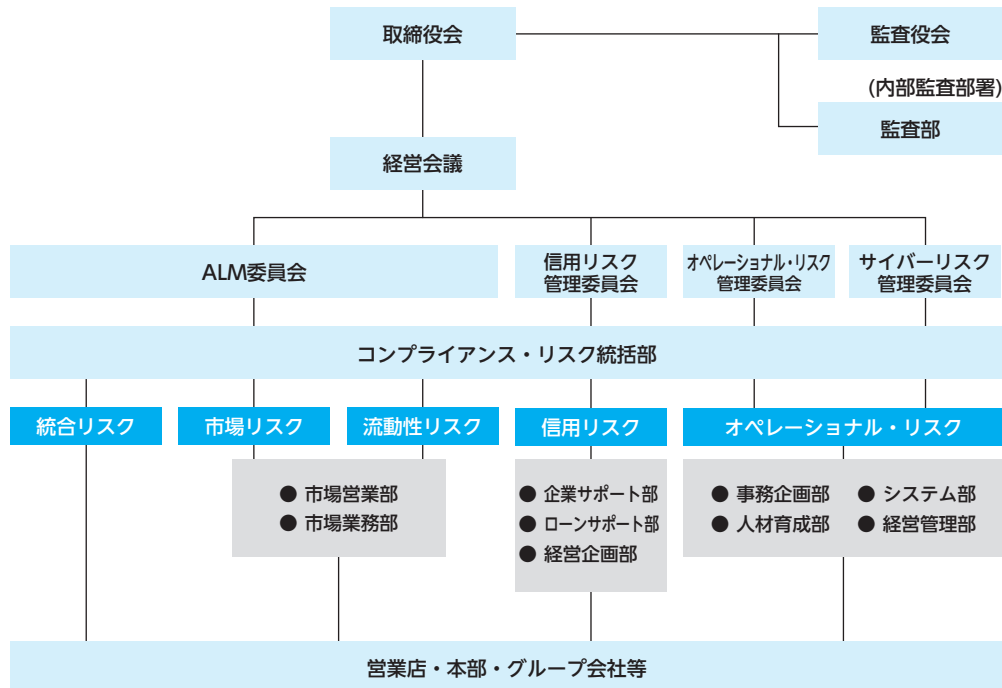 取締役会
監査役会
(内部監査部署)
監査部
経営会議
ALM委員会
信用リスク
管理委員会
オペレーショナル・リスク
管理委員会
サイバーリスク
管理委員会
コンプライアンス・リスク統括部
統合リスク
市場リスク
流動性リスク
信用リスク
オペレーショナル・リスク
● 市場営業部
● 市場業務部
● 企業サポート部
● ローンサポート部
● 経営企画部
● 事務企画部
● システム部
● 人材育成部
● 経営管理部
営業店・本部・グループ会社等